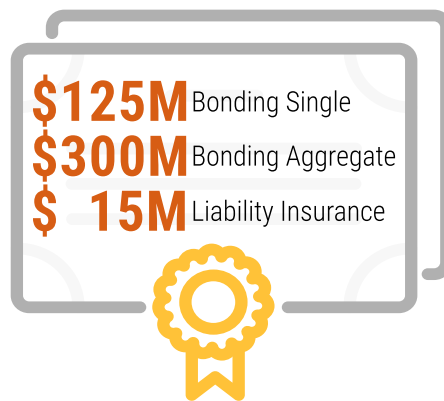 $125M Bonding Single
$300M Bonding Aggregate
$ 15M Liability Insurance